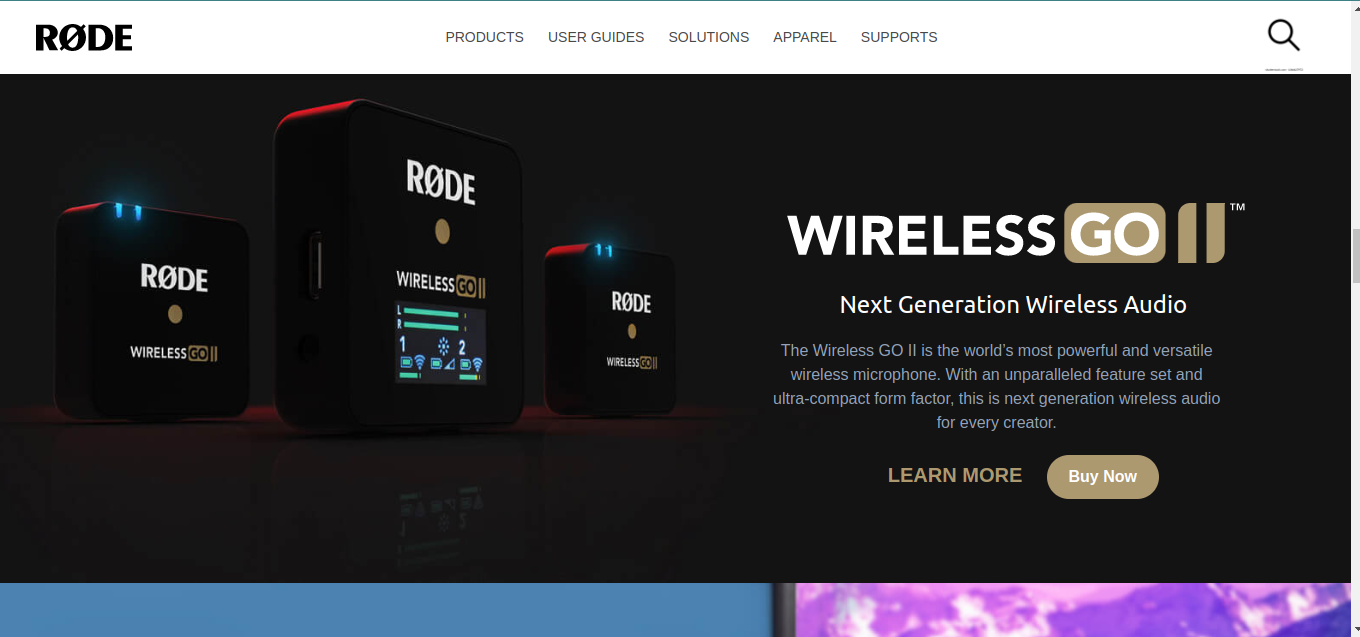 RØDE
PRODUCTS USER GUIDES SOLUTIONS APPAREL SUPPORTS
RØDE
WIRELESS GO II
RØDE
WIRELESS GO II
L
R
1 2
RØDE
WIRELESS GO II
WIRELESS GO II™
Next Generation Wireless Audio
The Wireless GO II is the world’s most powerful and versatile
wireless microphone. With an unparalleled feature set and
ultra-compact form factor, this is next generation wireless audio
for every creator.
LEARN MORE Buy Now